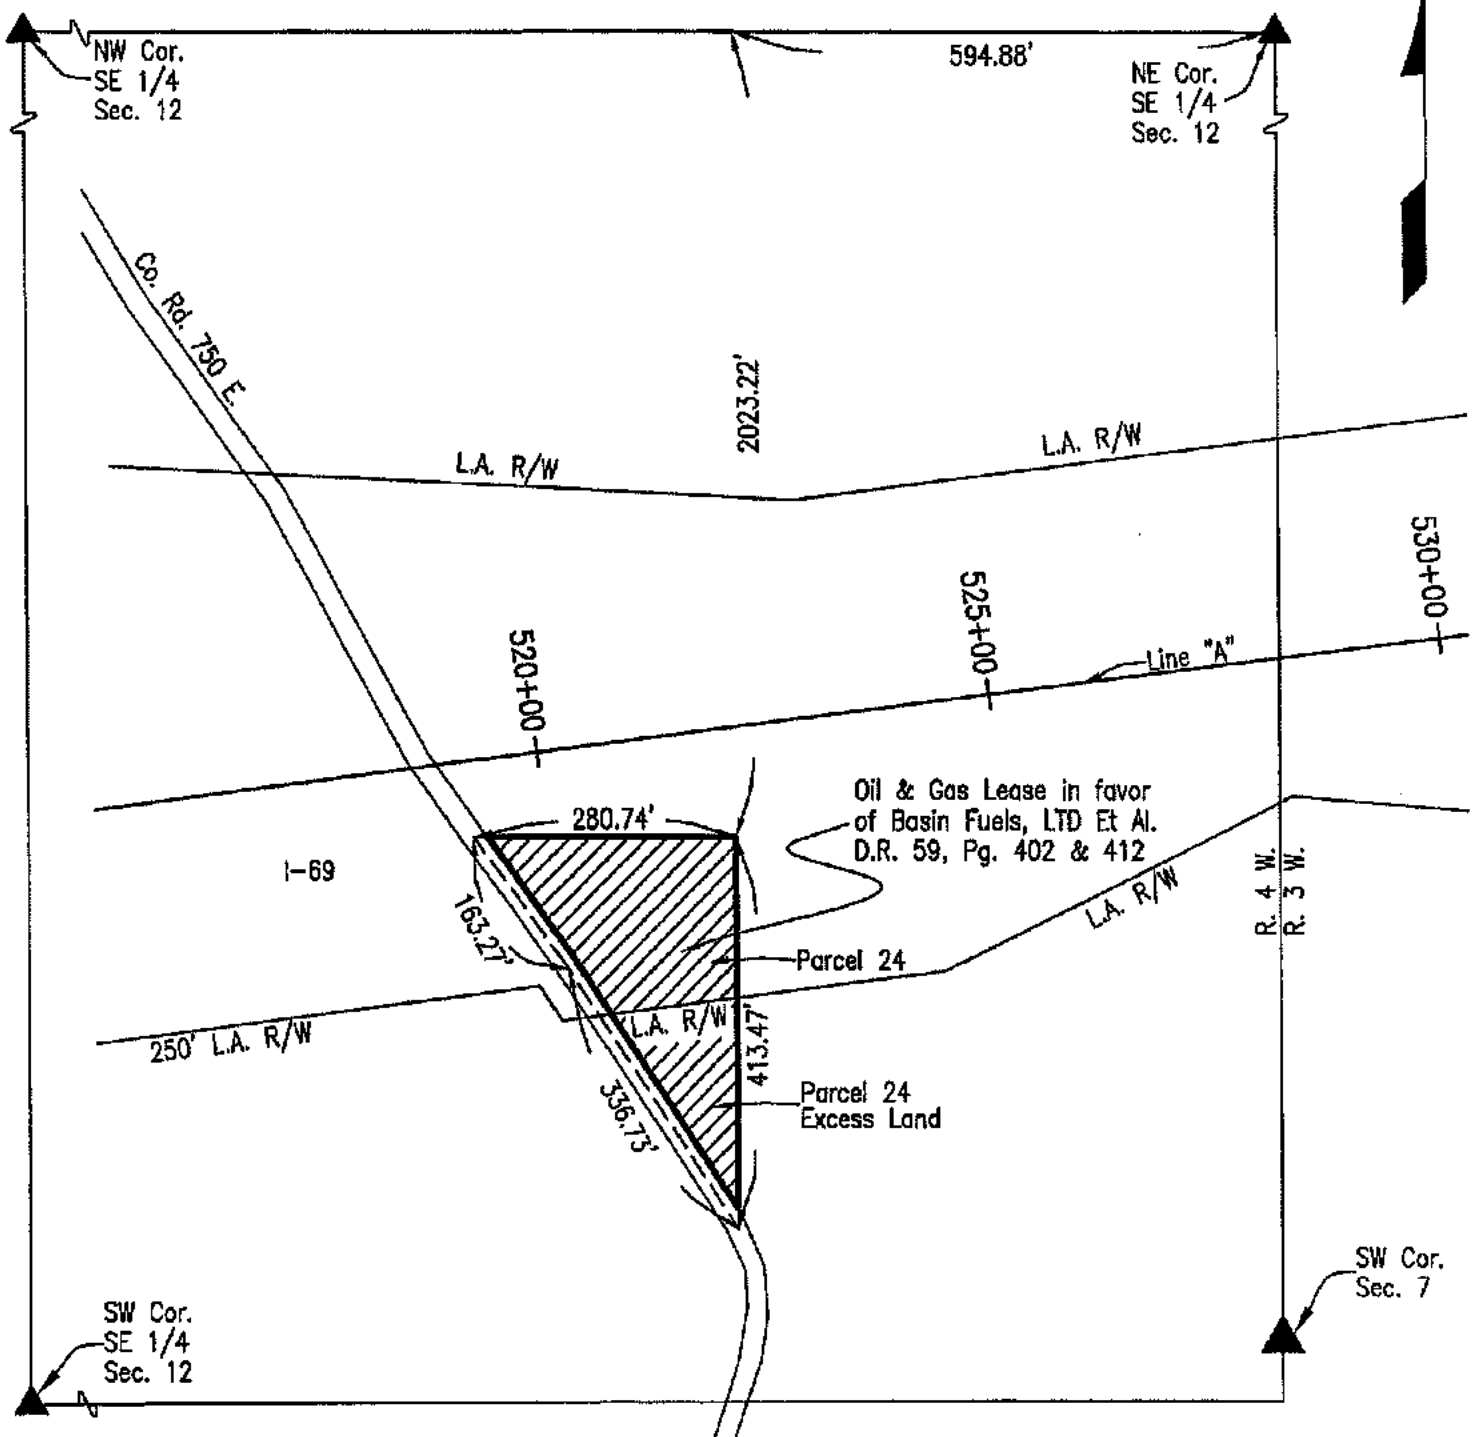 NW Cor.
SE 1/4
Sec. 12
594.88'
NE Cor.
SE 1/4
Sec. 12
Co. Rd. 750 E.
2023.22'
L.A. R/W
L.A. R/W
530+00
525+00
520+00
Line "A"
Oil & Gas Lease in favor
of Basin Fuels, LTD Et Al.
D.R. 59, Pg. 402 & 412
280.74'
I-69
R. 4 W.
R. 3 W.
163.27'
L.A. R/W
Parcel 24
250' L.A. R/W
L.A. R/W
413.47'
336.73'
Parcel 24
Excess Land
SW Cor.
Sec. 7
SW Cor.
SE 1/4
Sec. 12